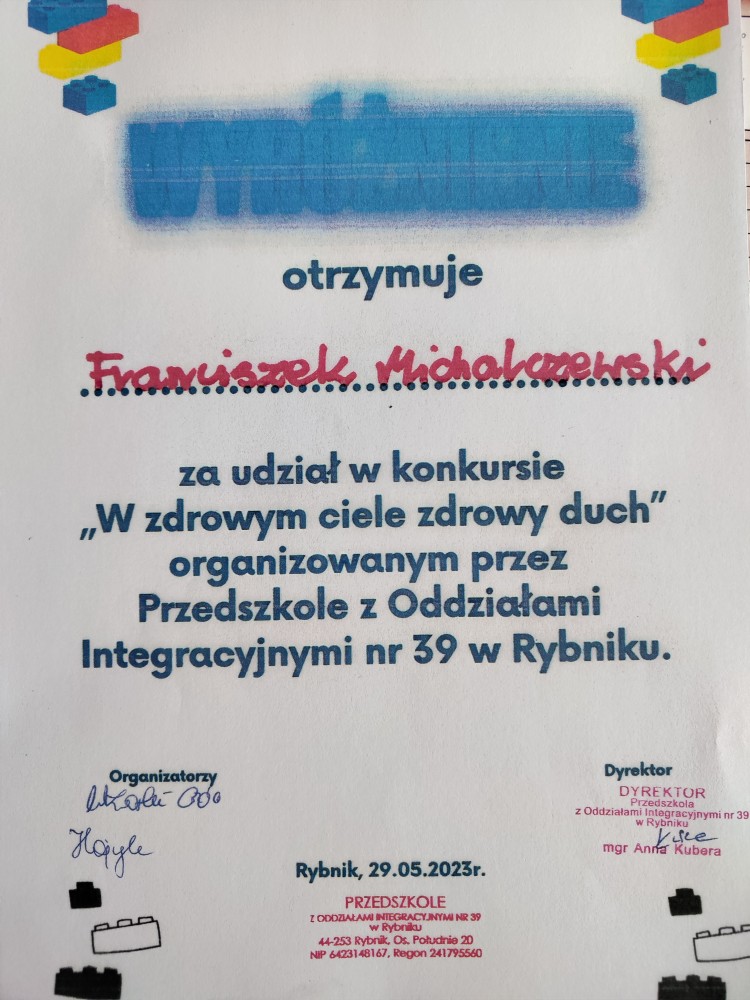 WYRÓŻNIENIE
otrzymuje
Franciszek Michalczewski
za udział w konkursie
„W zdrowym ciele zdrowy duch”
organizowanym przez
Przedszkole z Oddziałami
Integracyjnymi nr 39 w Rybniku.
Organizatorzy
Dyrektor
DYREKTOR
Przedszkola
z Oddziałami Integracyjnymi nr 39
w Rybniku
mgr Anna Kubera
Rybnik, 29.05.2023r.
PRZEDSZKOLE
Z ODDZIAŁAMI INTEGRACYJNYMI NR 39
w Rybniku
44-253 Rybnik, Os. Południe 20
NIP 6423148167, Regon 241795560